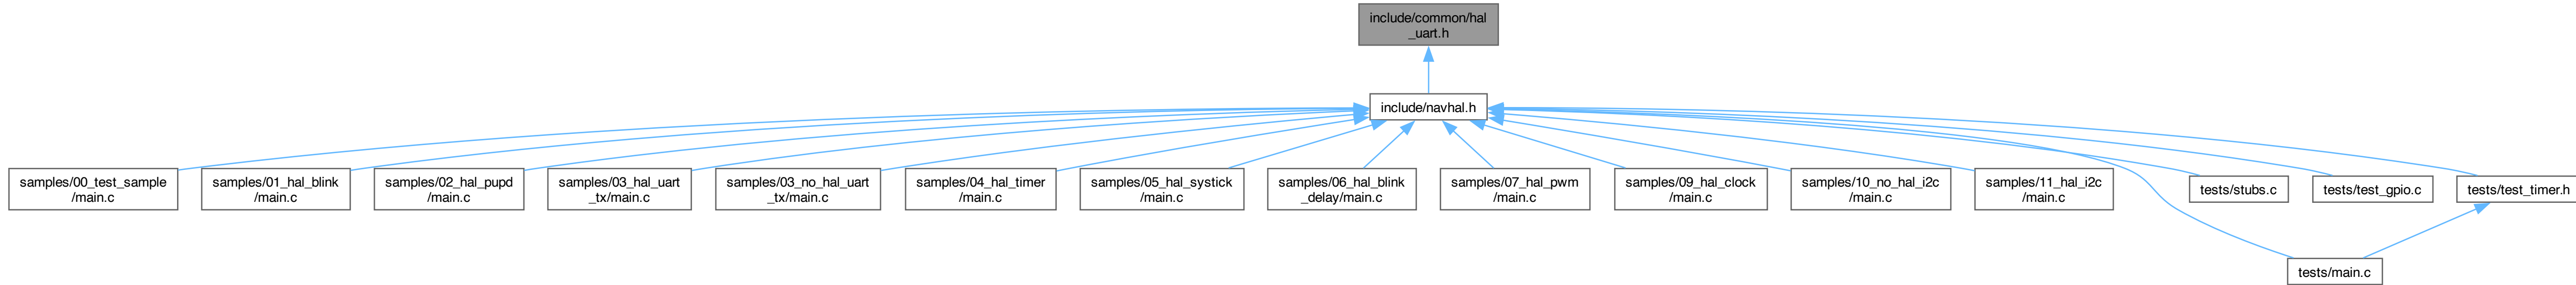 include/common/hal
_uart.h
include/navhal.h
samples/00_test_sample
/main.c
samples/01_hal_blink
/main.c
samples/02_hal_pupd
/main.c
samples/03_hal_uart
_tx/main.c
samples/03_no_hal_uart
_tx/main.c
samples/04_hal_timer
/main.c
samples/05_hal_systick
/main.c
samples/06_hal_blink
_delay/main.c
samples/07_hal_pwm
/main.c
samples/09_hal_clock
/main.c
samples/10_no_hal_i2c
/main.c
samples/11_hal_i2c
/main.c
tests/stubs.c
tests/test_gpio.c
tests/test_timer.h
tests/main.c